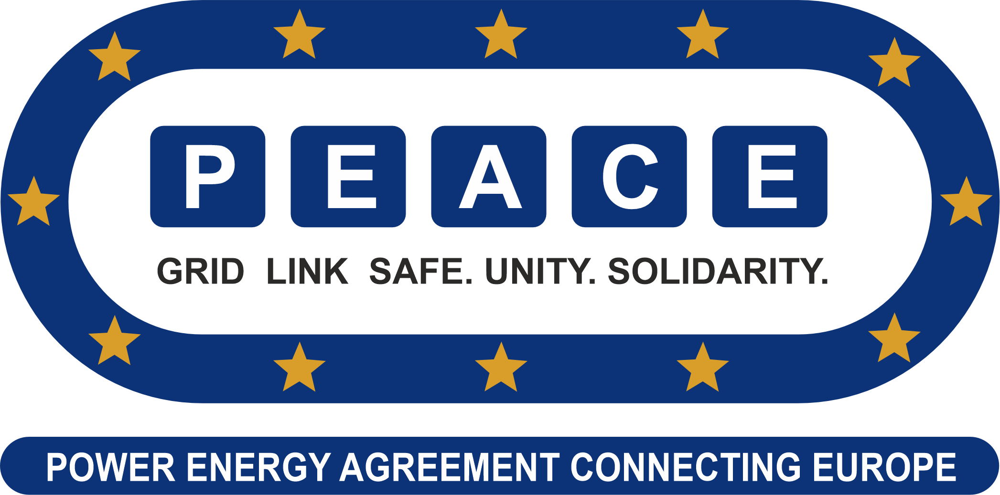 PEACE
GRID LINK SAFE. UNITY. SOLIDARITY.
POWER ENERGY AGREEMENT CONNECTING EUROPE